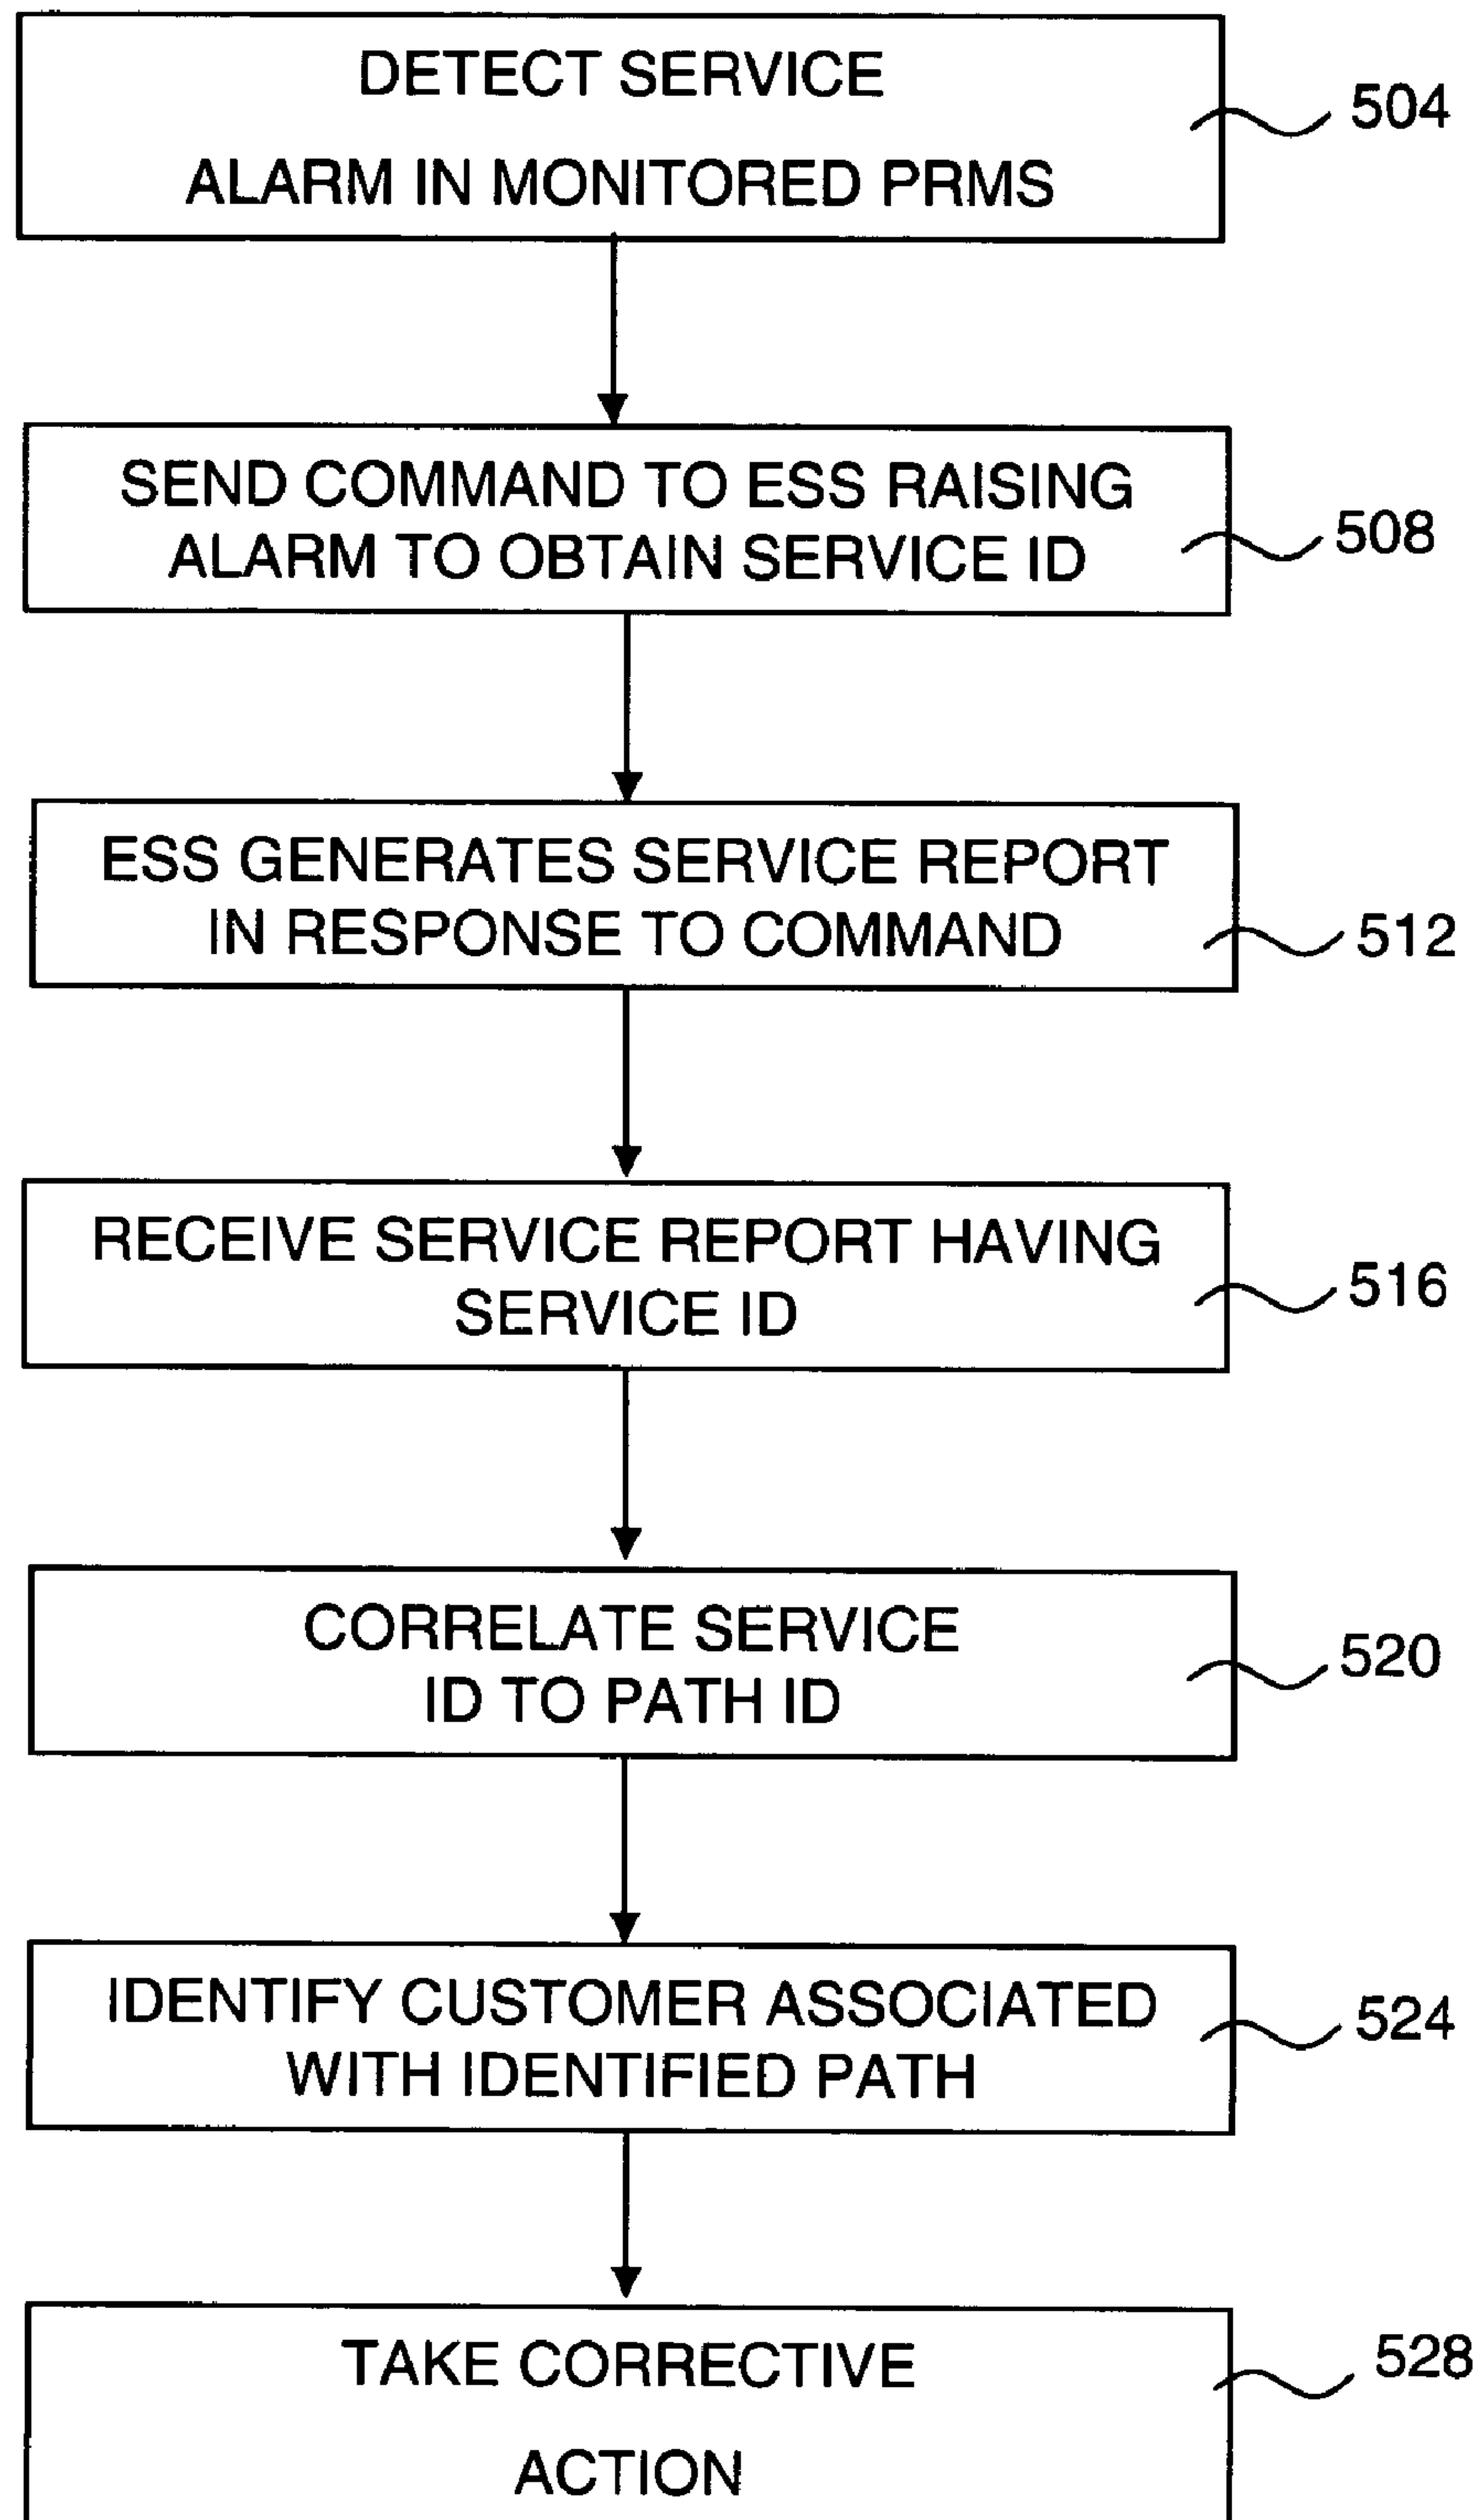 DETECT SERVICE
ALARM IN MONITORED PRMS
504
SEND COMMAND TO ESS RAISING
ALARM TO OBTAIN SERVICE ID
508
ESS GENERATES SERVICE REPORT
IN RESPONSE TO COMMAND
512
RECEIVE SERVICE REPORT HAVING
SERVICE ID
516
CORRELATE SERVICE
ID TO PATH ID
520
IDENTIFY CUSTOMER ASSOCIATED
WITH IDENTIFIED PATH
524
TAKE CORRECTIVE
ACTION
528